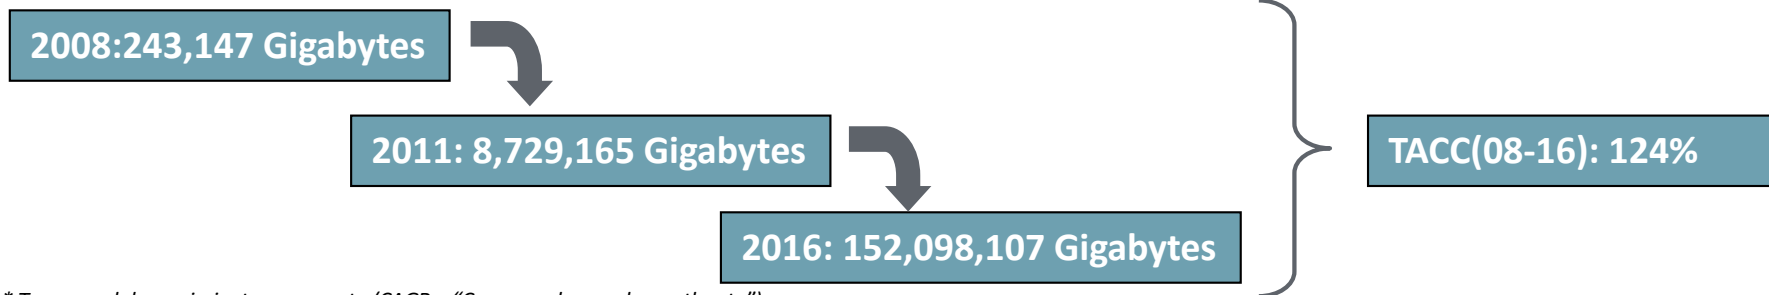 2008:243,147 Gigabytes
2011: 8,729,165 Gigabytes
TACC(08-16): 124%
2016: 152,098,107 Gigabytes